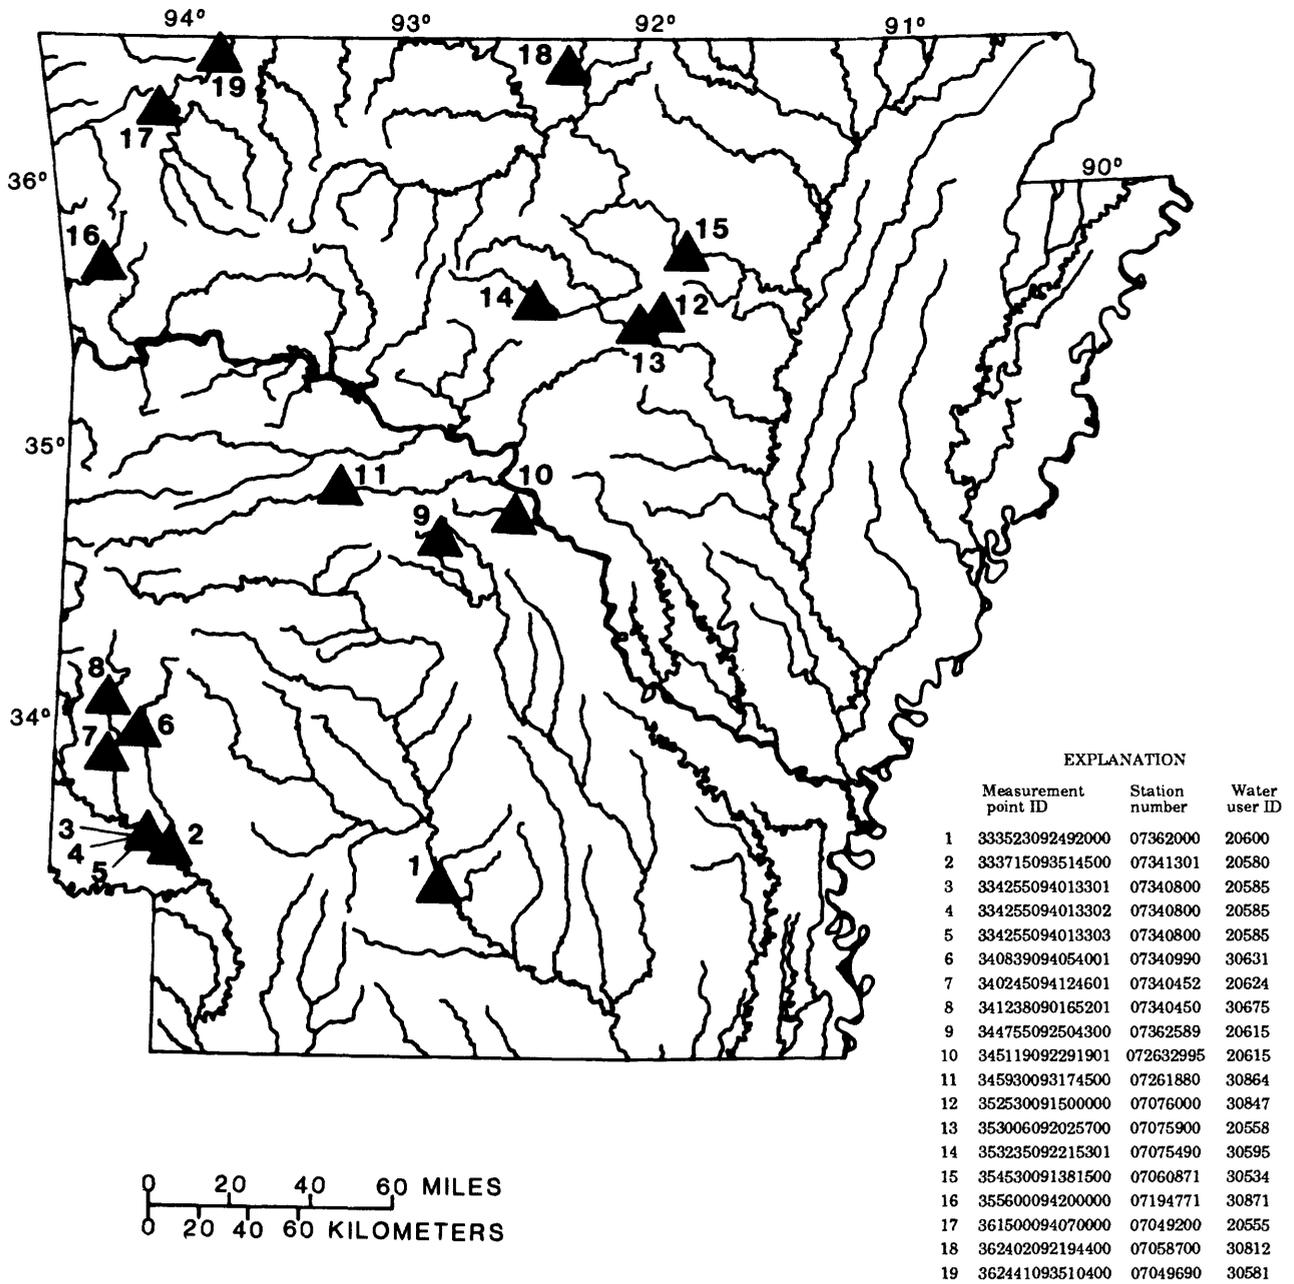 94° 93° 92° 91°
18
19
17
36°
90°
16
15
14
12
13
35°
11
10
9
8
34°
6
7
3
2
4
5
1
EXPLANATION
Measurement Station Water
point ID number user ID
1 333523092492000 07362000 20600
2 333715093514500 07341301 20580
3 334255094013301 07340800 20585
4 334255094013302 07340800 20585
5 334255094013303 07340800 20585
6 340839094054001 07340990 30631
7 340245094124601 07340452 20624
8 341238090165201 07340450 30675
9 344755092504300 07362589 20615
10 345119092291901 072632995 20615
11 345930093174500 07261880 30864
12 352530091500000 07076000 30847
13 353006092025700 07075900 20558
14 353235092215301 07075490 30595
15 354530091381500 07060871 30534
16 355600094200000 07194771 30871
17 361500094070000 07049200 20555
18 362402092194400 07058700 30812
19 362441093510400 07049690 30581
0 20 40 60 MILES
0 20 40 60 KILOMETERS